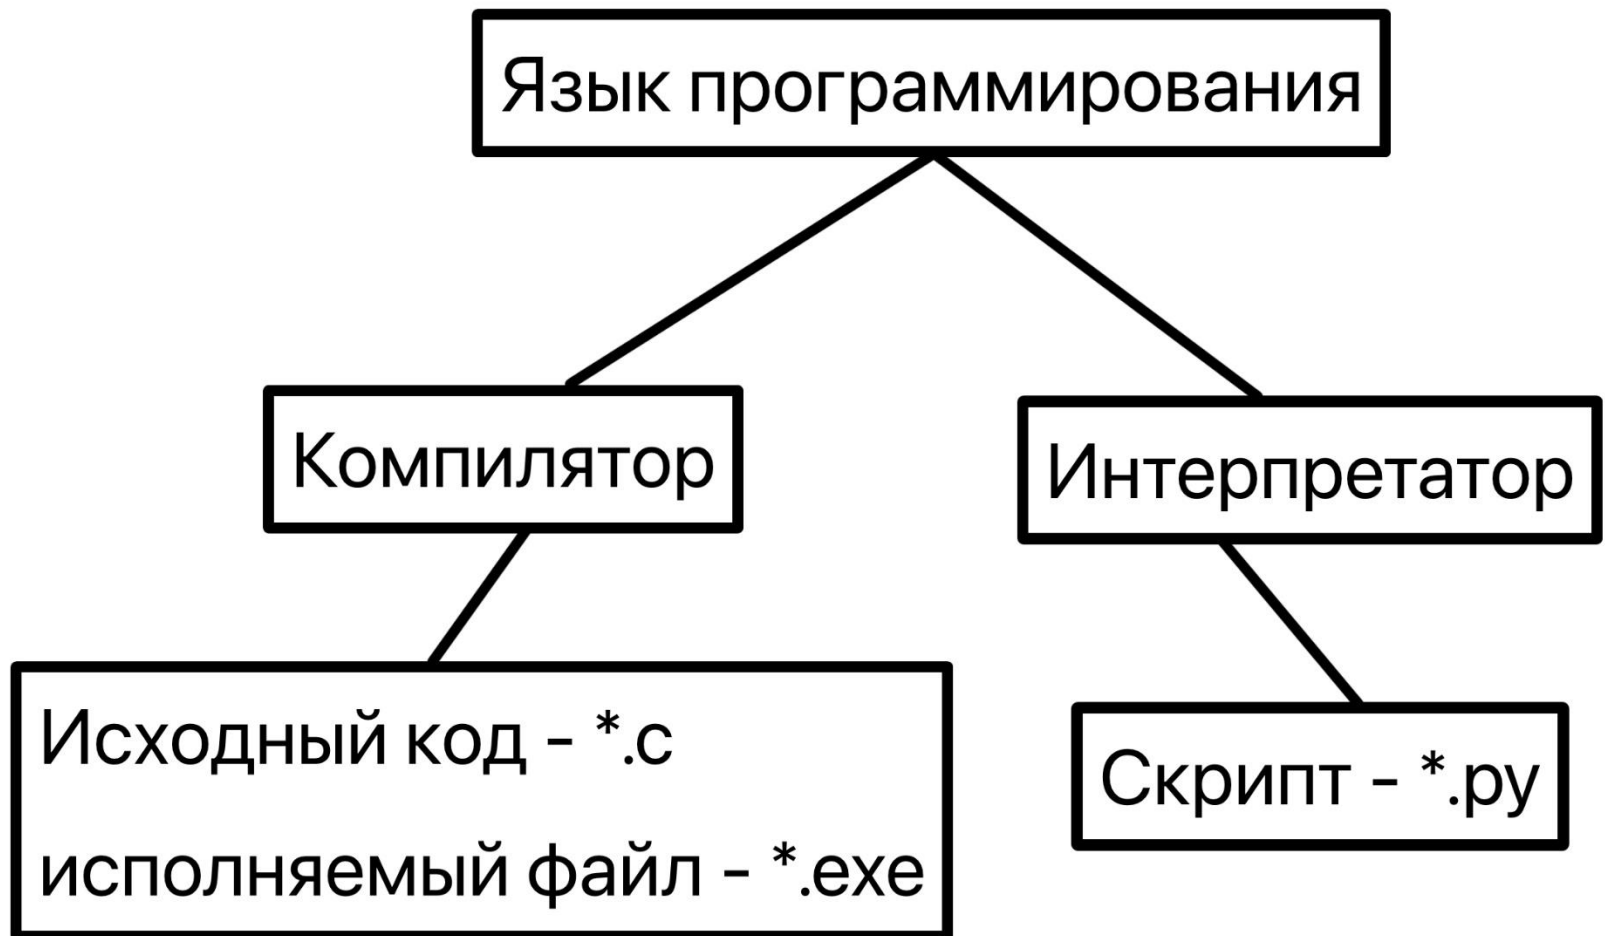 Язык программирования
Компилятор
Интерпретатор
Исходный код - *.c
исполняемый файл - *.exe
Скрипт - *.py